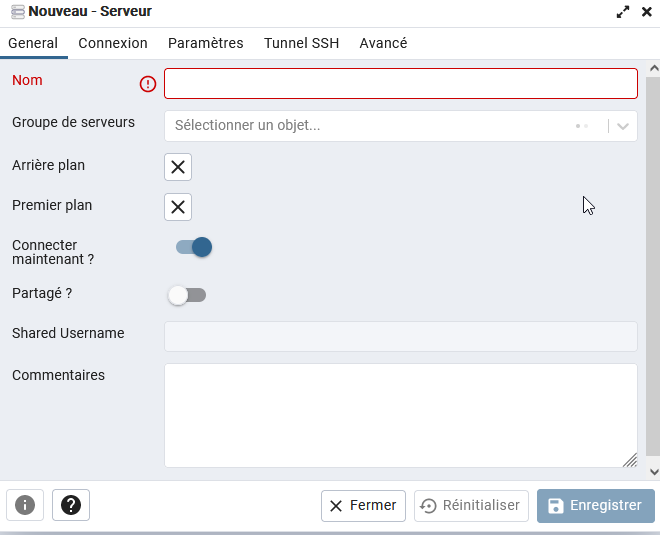 Nouveau - Serveur
General Connexion Paramètres Tunnel SSH Avancé
Nom
Groupe de serveurs Sélectionner un objet...
Arrière plan
Premier plan
Connecter
maintenant ?
Partagé ?
Shared Username
Commentaires
Fermer Réinitialiser Enregistrer